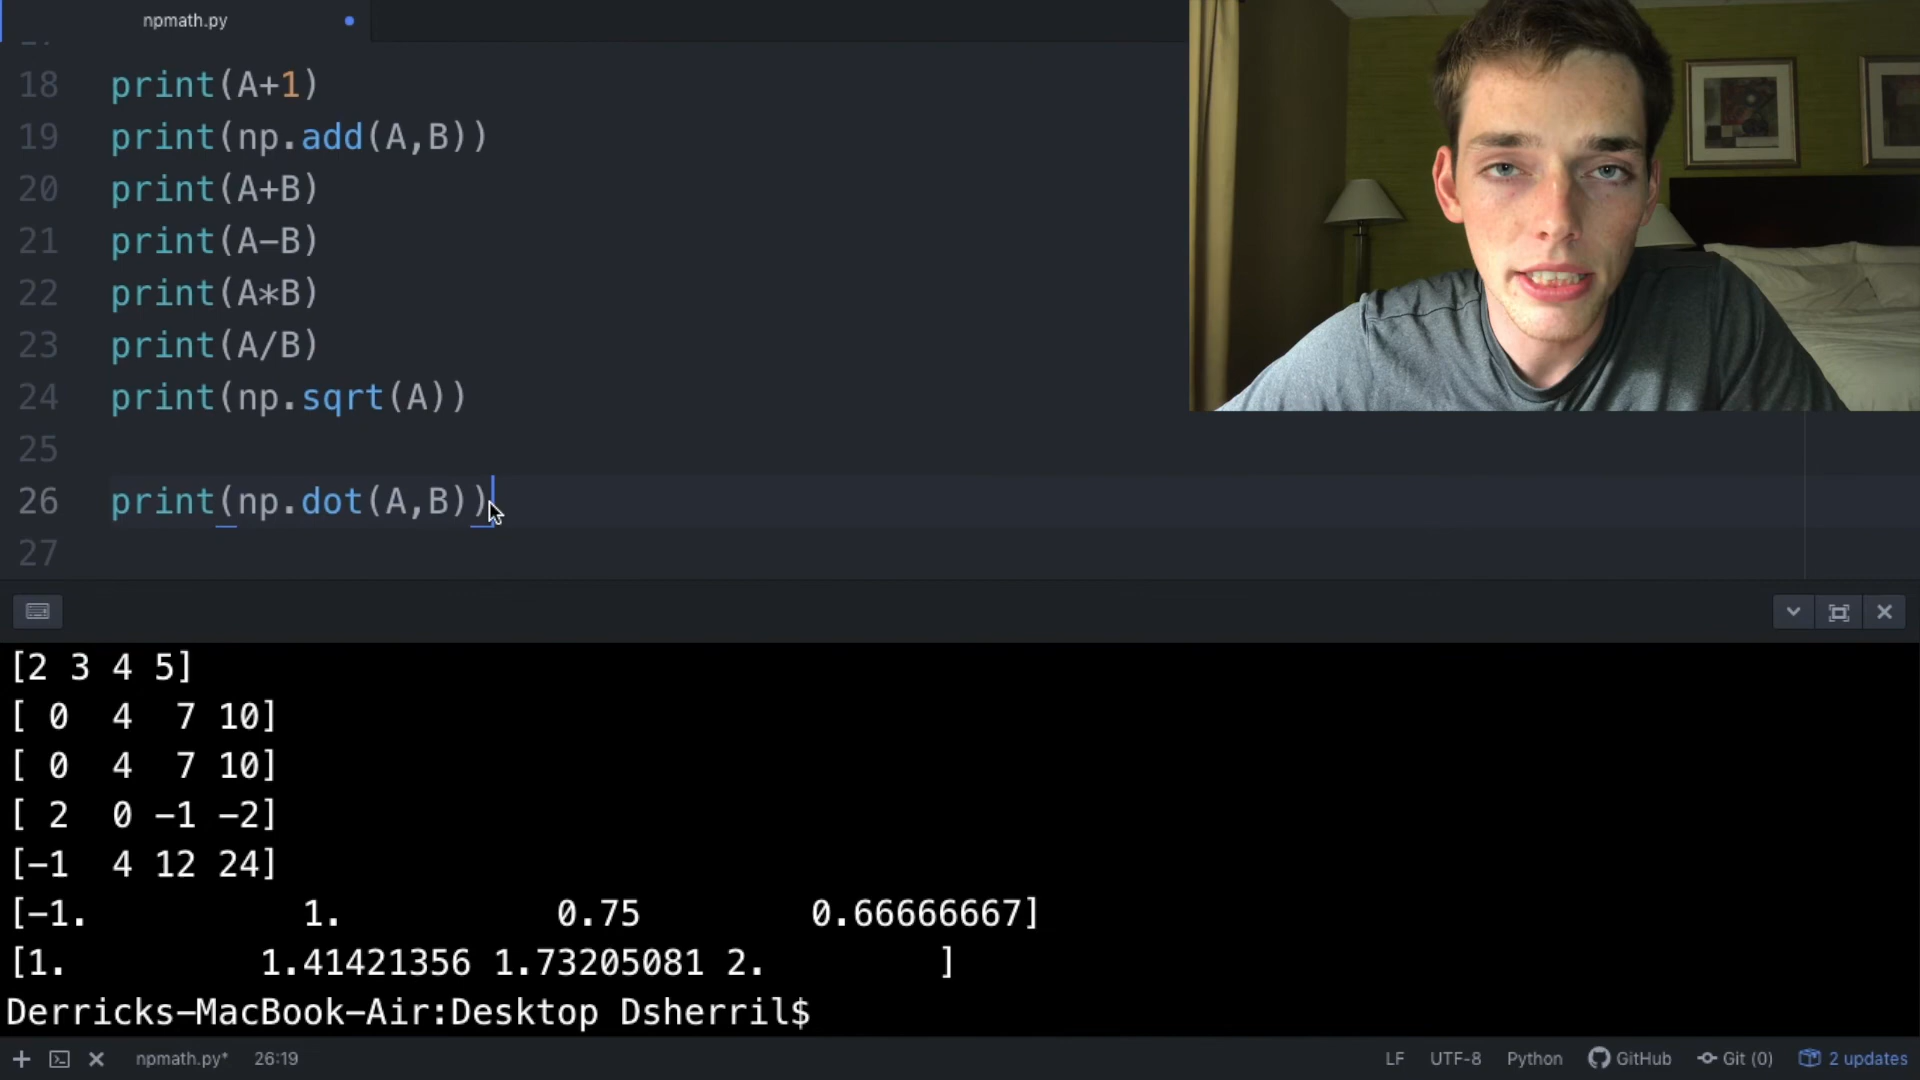 npmath.py
18 print(A+1)
19 print(np.add(A,B))
20 print(A+B)
21 print(A-B)
22 print(A*B)
23 print(A/B)
24 print(np.sqrt(A))
25
26 print(np.dot(A,B))
27
[2 3 4 5]
[ 0  4  7 10]
[ 0  4  7 10]
[ 2  0 -1 -2]
[-1  4 12 24]
[-1.          1.          0.75        0.66666667]
[1.         1.41421356 1.73205081 2.        ]
Derricks-MacBook-Air:Desktop Dsherril$
npmath.py* 26:19 LF UTF-8 Python GitHub Git (0) 2 updates